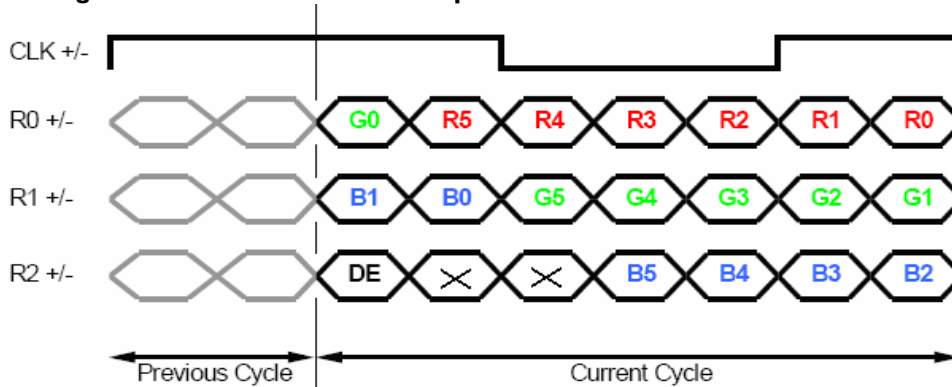 CLK +/-
R0 +/- G0 R5 R4 R3 R2 R1 R0
R1 +/- B1 B0 G5 G4 G3 G2 G1
R2 +/- DE B5 B4 B3 B2
Previous Cycle Current Cycle